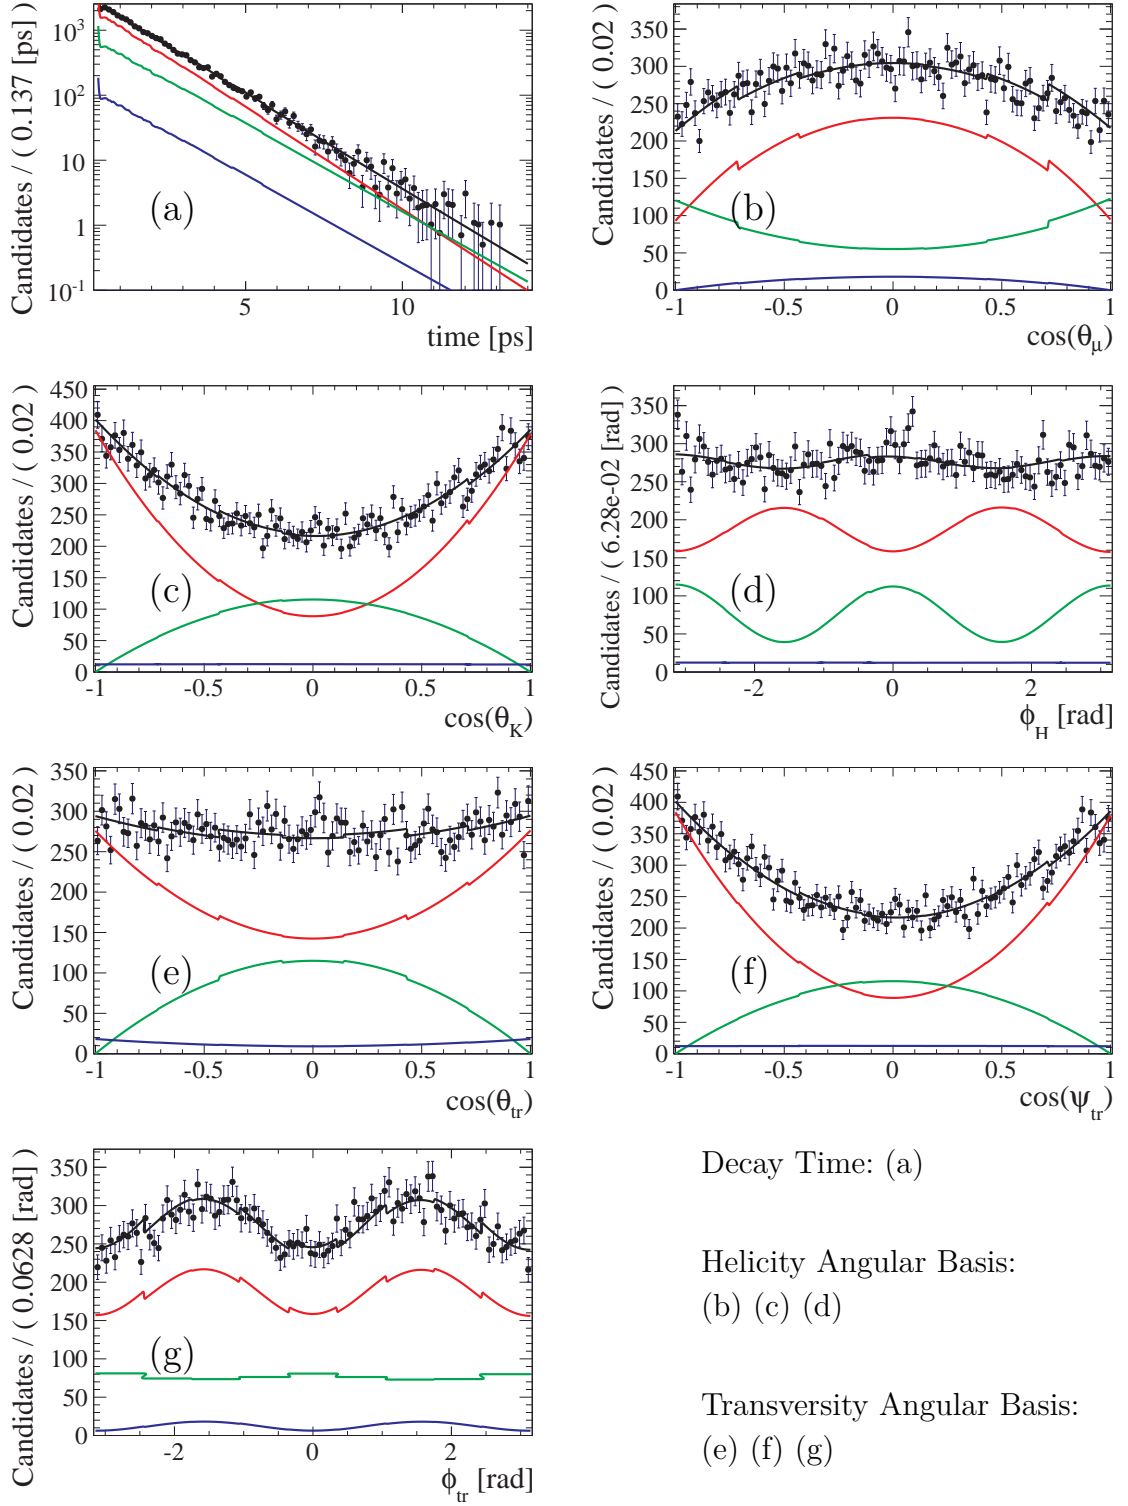 Candidates / ( 0.137 [ps] )
10³
10²
10
1
10⁻¹
(a)
5 10
time [ps]
Candidates / ( 0.02 )
350
300
250
200
150
100
50
0
(b)
-1 -0.5 0 0.5 1
cos(θμ)
Candidates / ( 0.02 )
450
400
350
300
250
200
150
100
50
0
(c)
-1 -0.5 0 0.5 1
cos(θK)
Candidates / ( 6.28e-02 [rad] )
350
300
250
200
150
100
50
0
(d)
-2 0 2
ϕH [rad]
Candidates / ( 0.02 )
350
300
250
200
150
100
50
0
(e)
-1 -0.5 0 0.5 1
cos(θtr)
Candidates / ( 0.02 )
450
400
350
300
250
200
150
100
50
0
(f)
-1 -0.5 0 0.5 1
cos(ψtr)
Candidates / ( 0.0628 [rad] )
350
300
250
200
150
100
50
0
(g)
-2 0 2
ϕtr [rad]
Decay Time: (a)
Helicity Angular Basis:
(b) (c) (d)
Transversity Angular Basis:
(e) (f) (g)